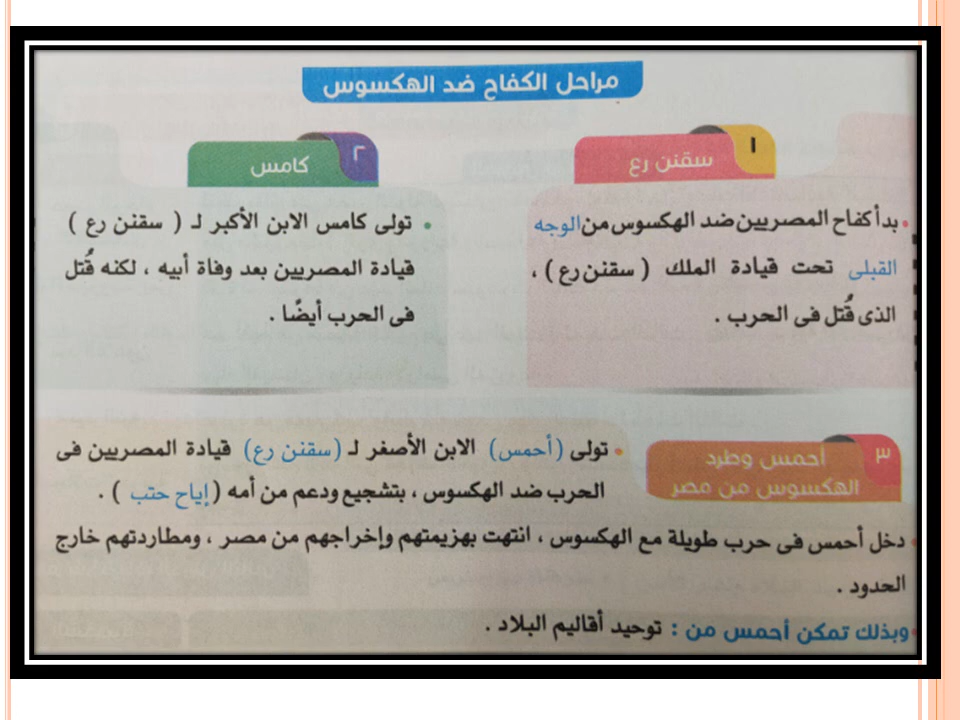 مراحل الكفاح ضد الهكسوس
١
سقنن رع
بدأ كفاح المصريين ضد الهكسوس من الوجه
القبلى تحت قيادة الملك ( سقنن رع ) ،
الذى قُتل فى الحرب .
٢
كامس
تولى كامس الابن الأكبر لـ ( سقنن رع )
قيادة المصريين بعد وفاة أبيه ، لكنه قُتل
فى الحرب أيضًا .
٣
أحمس وطرد
الهكسوس من مصر
تولى (أحمس) الابن الأصغر لـ (سقنن رع) قيادة المصريين فى
الحرب ضد الهكسوس ، بتشجيع ودعم من أمه ( إياح حتب ) .
دخل أحمس فى حرب طويلة مع الهكسوس ، انتهت بهزيمتهم وإخراجهم من مصر ، ومطاردتهم خارج
الحدود .
وبذلك تمكن أحمس من : توحيد أقاليم البلاد .